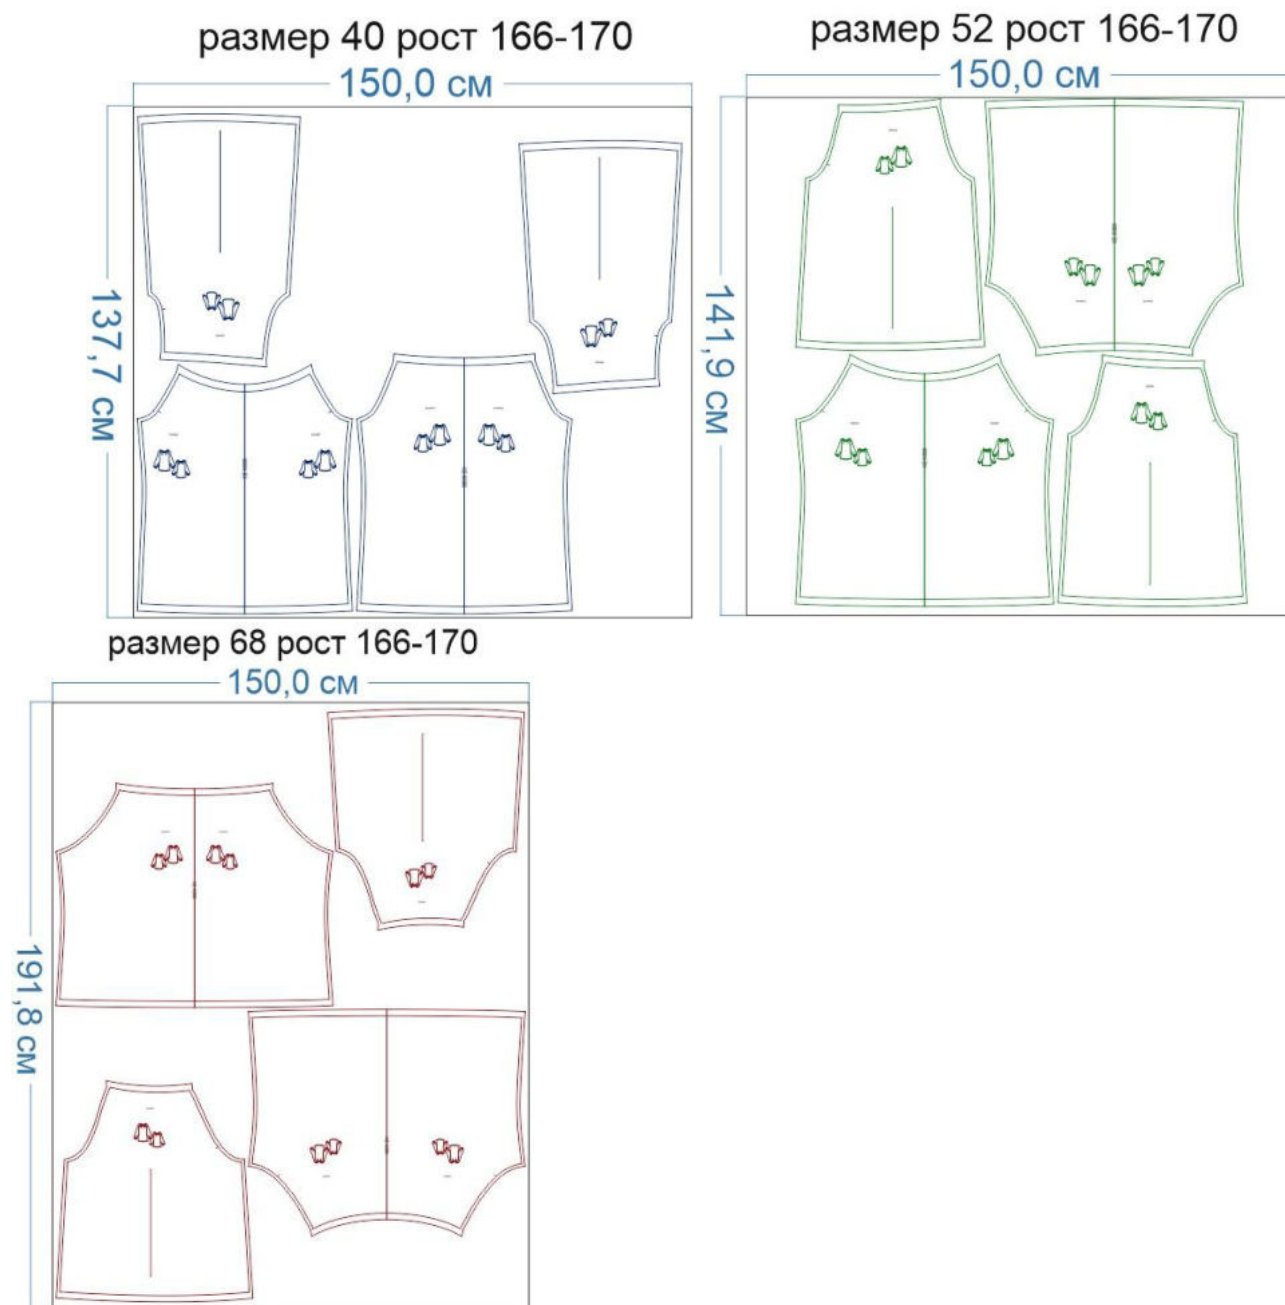 размер 40 рост 166-170
150,0 см
137,7 см
размер 52 рост 166-170
150,0 см
141,9 см
размер 68 рост 166-170
150,0 см
191,8 см